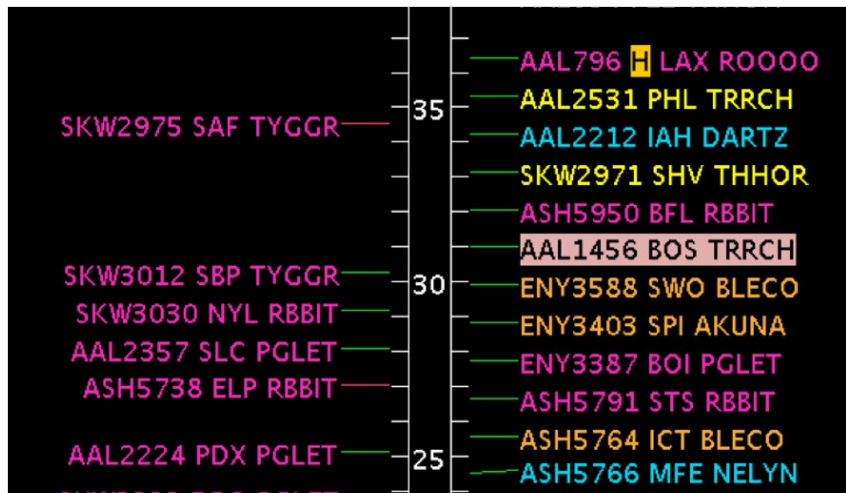 AAL796 H LAX ROOOO
35
AAL2531 PHL TRRCH
SKW2975 SAF TYGGR
AAL2212 IAH DARTZ
SKW2971 SHV THHOR
ASH5950 BFL RBBIT
AAL1456 BOS TRRCH
SKW3012 SBP TYGGR
30
ENY3588 SWO BLECO
SKW3030 NYL RBBIT
ENY3403 SPI AKUNA
AAL2357 SLC PGLET
ENY3387 BOI PGLET
ASH5738 ELP RBBIT
ASH5791 STS RBBIT
ASH5764 ICT BLECO
AAL2224 PDX PGLET
25
ASH5766 MFE NELYN